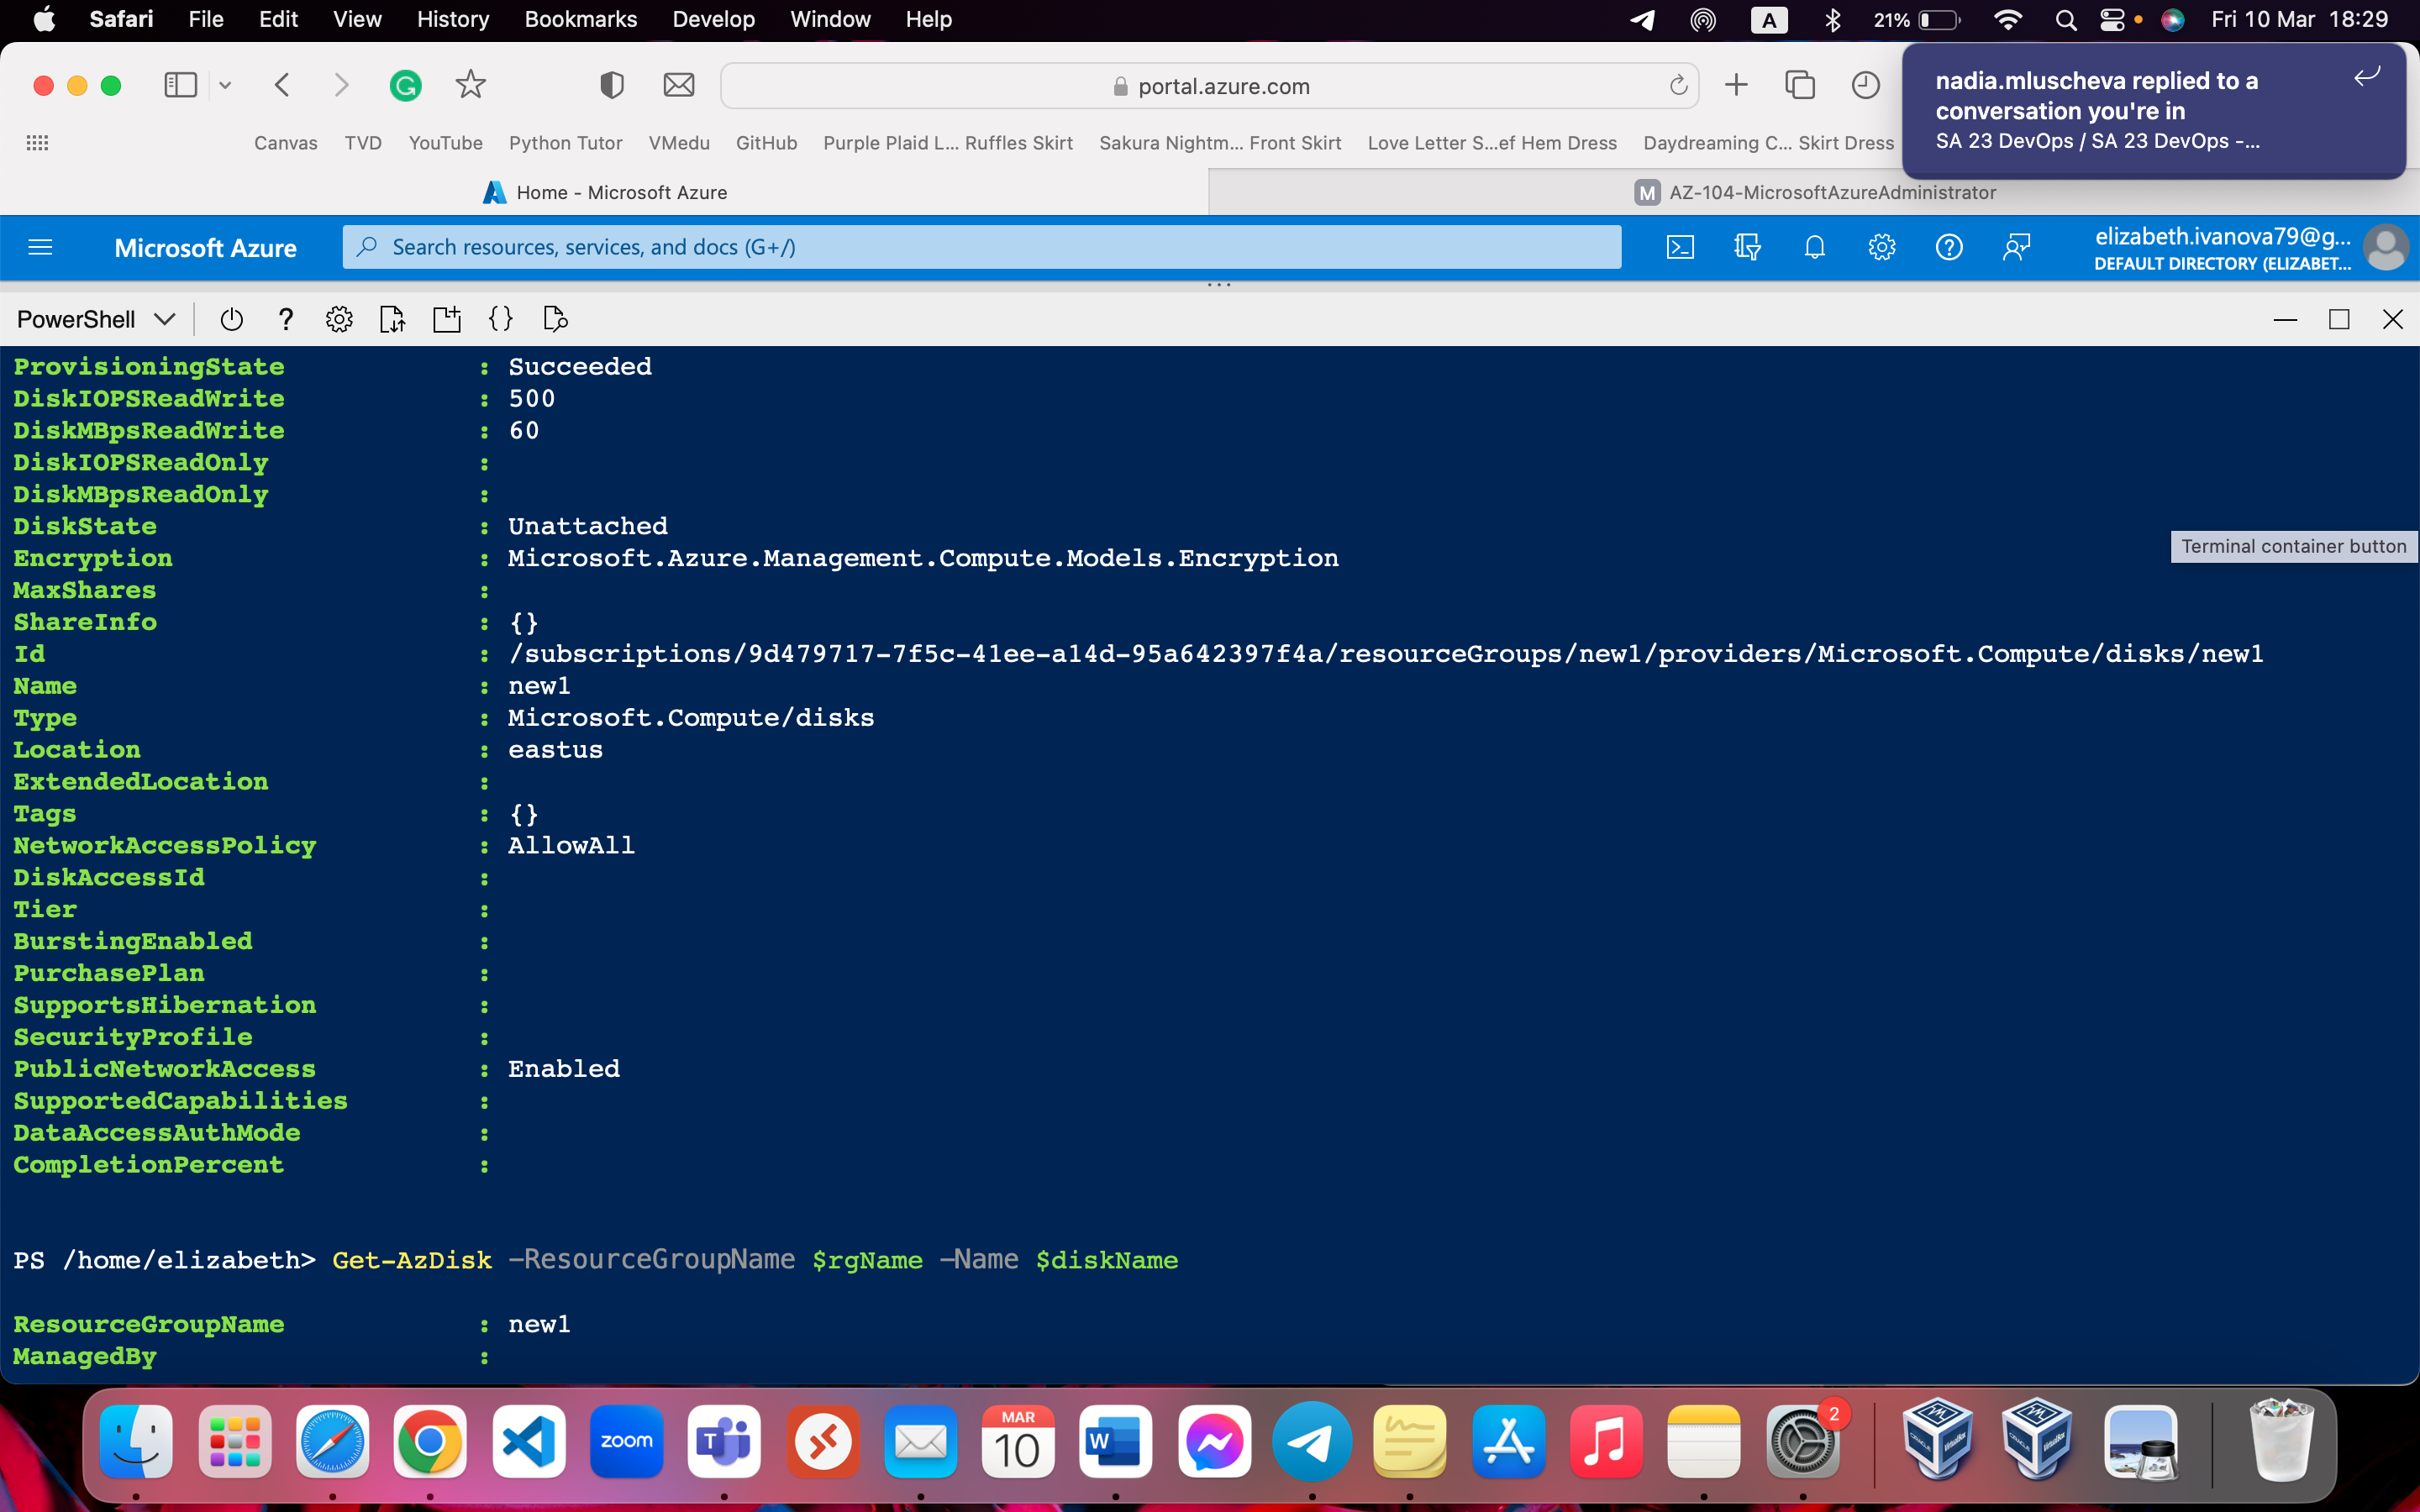 Safari File Edit View History Bookmarks Develop Window Help A 21% Fri 10 Mar 18:29
portal.azure.com
nadia.mluscheva replied to a
conversation you're in
SA 23 DevOps / SA 23 DevOps -...
Canvas TVD YouTube Python Tutor VMedu GitHub Purple Plaid L... Ruffles Skirt Sakura Nightm... Front Skirt Love Letter S...ef Hem Dress Daydreaming C... Skirt Dress
Home - Microsoft Azure M AZ-104-MicrosoftAzureAdministrator
Microsoft Azure Search resources, services, and docs (G+/) elizabeth.ivanova79@g...
DEFAULT DIRECTORY (ELIZABET...
PowerShell ? {}
ProvisioningState : Succeeded
DiskIOPSReadWrite : 500
DiskMBpsReadWrite : 60
DiskIOPSReadOnly :
DiskMBpsReadOnly :
DiskState : Unattached
Terminal container button
Encryption : Microsoft.Azure.Management.Compute.Models.Encryption
MaxShares :
ShareInfo : {}
Id : /subscriptions/9d479717-7f5c-41ee-a14d-95a642397f4a/resourceGroups/new1/providers/Microsoft.Compute/disks/new1
Name : new1
Type : Microsoft.Compute/disks
Location : eastus
ExtendedLocation :
Tags : {}
NetworkAccessPolicy : AllowAll
DiskAccessId :
Tier :
BurstingEnabled :
PurchasePlan :
SupportsHibernation :
SecurityProfile :
PublicNetworkAccess : Enabled
SupportedCapabilities :
DataAccessAuthMode :
CompletionPercent :
PS /home/elizabeth> Get-AzDisk -ResourceGroupName $rgName -Name $diskName
ResourceGroupName : new1
ManagedBy :
zoom T MAR 10 W 2